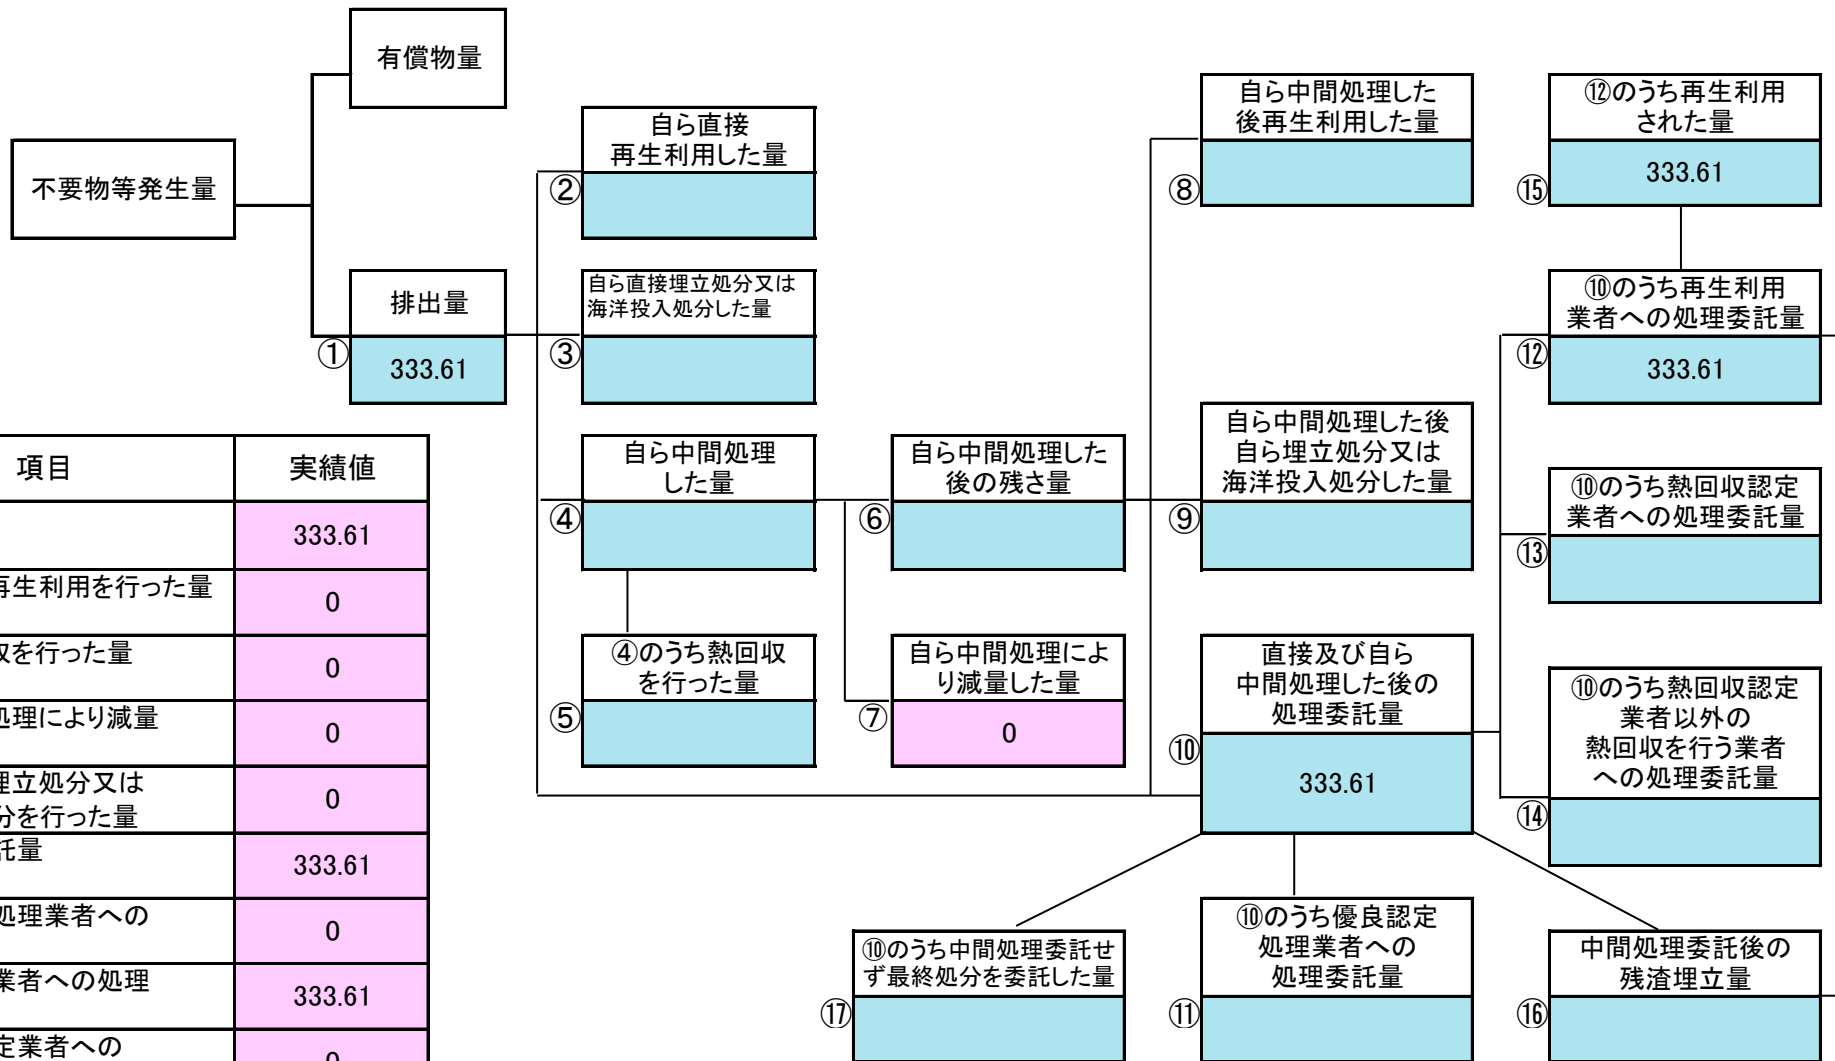 有償物量
不要物等発生量
排出量
①
333.61
自ら直接
再生利用した量
②
自ら直接埋立処分又は
海洋投入処分した量
③
自ら中間処理
した量
④
④のうち熱回収
を行った量
⑤
自ら中間処理した
後の残さ量
⑥
自ら中間処理によ
り減量した量
⑦
0
自ら中間処理した
後再生利用した量
⑧
自ら中間処理した後
自ら埋立処分又は
海洋投入処分した量
⑨
直接及び自ら
中間処理した後の
処理委託量
⑩
333.61
⑫のうち再生利用
された量
⑮
333.61
⑩のうち再生利用
業者への処理委託量
⑫
333.61
⑩のうち熱回収認定
業者への処理委託量
⑬
⑩のうち熱回収認定
業者以外の
熱回収を行う業者
への処理委託量
⑭
⑩のうち中間処理委託せ
ず最終処分を委託した量
⑰
⑩のうち優良認定
処理業者への
処理委託量
⑪
中間処理委託後の
残渣埋立量
⑯
項目 実績値
333.61
再生利用を行った量 0
を行った量 0
処理により減量 0
埋立処分又は
分を行った量 0
託量 333.61
処理業者への 0
業者への処理 333.61
定業者への